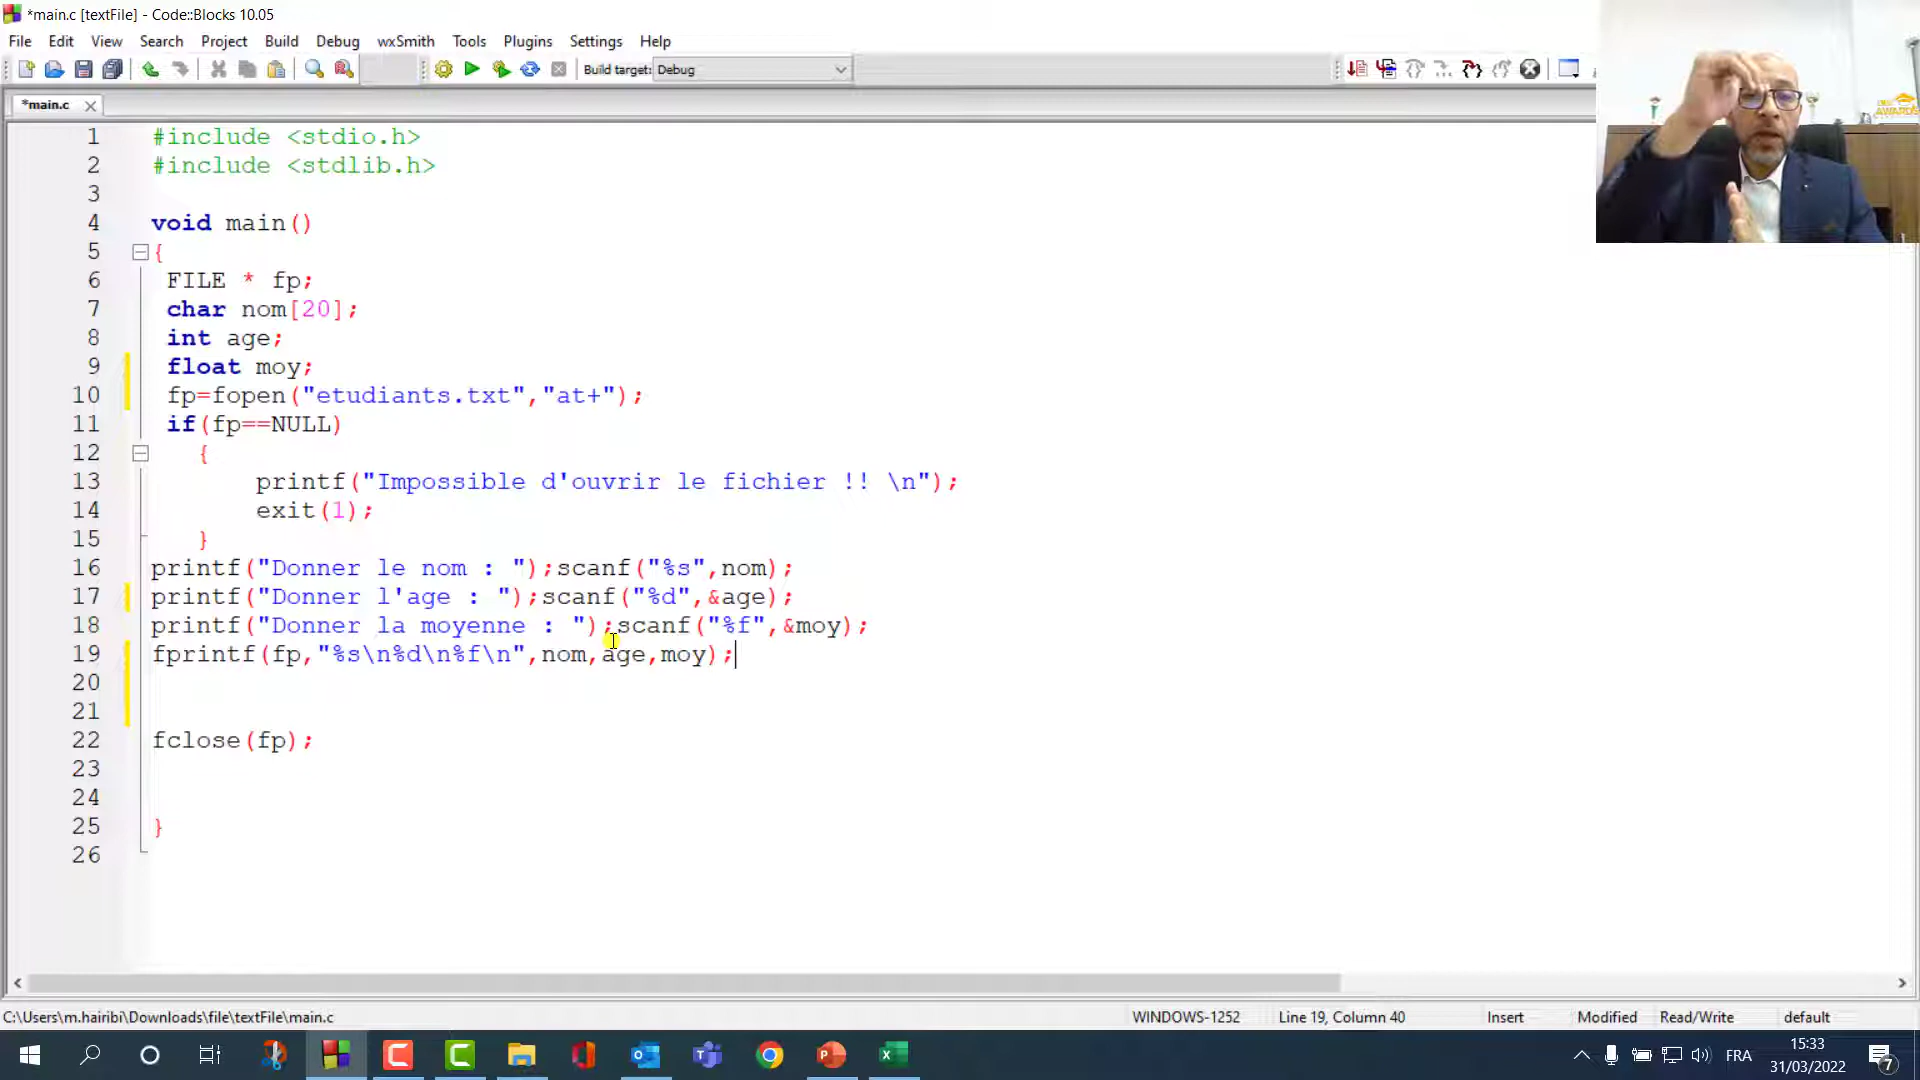 *main.c [textFile] - Code::Blocks 10.05
File Edit View Search Project Build Debug wxSmith Tools Plugins Settings Help
Build target: Debug
*main.c
1 #include <stdio.h>
2 #include <stdlib.h>
3
4 void main()
5 {
6 FILE * fp;
7 char nom[20];
8 int age;
9 float moy;
10 fp=fopen("etudiants.txt","at+");
11 if(fp==NULL)
12 {
13 printf("Impossible d'ouvrir le fichier !! \n");
14 exit(1);
15 }
16 printf("Donner le nom : ");scanf("%s",nom);
17 printf("Donner l'age : ");scanf("%d",&age);
18 printf("Donner la moyenne : ");scanf("%f",&moy);
19 fprintf(fp,"%s\n%d\n%f\n",nom,age,moy);
20
21
22 fclose(fp);
23
24
25 }
26
C:\Users\m.hairibi\Downloads\file\textFile\main.c WINDOWS-1252 Line 19, Column 40 Insert Modified Read/Write default
FRA 15:33
31/03/2022 7